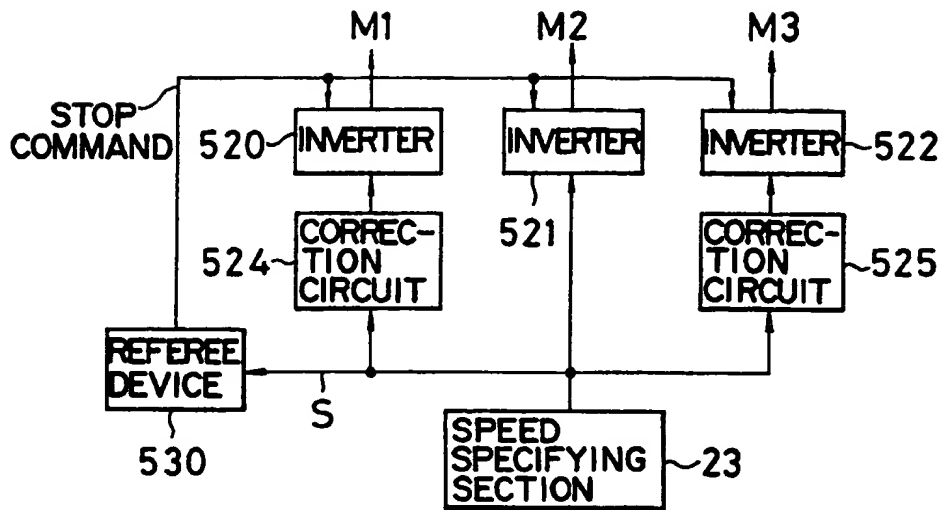 M1
M2
M3
STOP
COMMAND
520
INVERTER
INVERTER
INVERTER
522
521
524
CORREC-
TION
CIRCUIT
CORREC-
TION
CIRCUIT
525
REFEREE
DEVICE
S
530
SPEED
SPECIFYING
SECTION
23